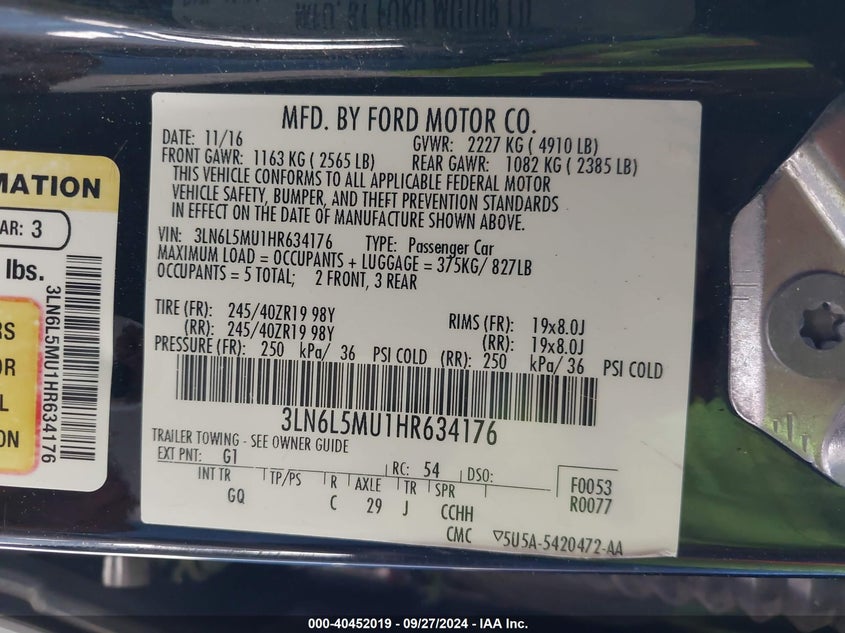 MFD. BY FORD MOTOR CO.
DATE: 11/16 GVWR: 2227 KG ( 4910 LB)
FRONT GAWR: 1163 KG ( 2565 LB) REAR GAWR: 1082 KG ( 2385 LB)
THIS VEHICLE CONFORMS TO ALL APPLICABLE FEDERAL MOTOR
VEHICLE SAFETY, BUMPER, AND THEFT PREVENTION STANDARDS
IN EFFECT ON THE DATE OF MANUFACTURE SHOWN ABOVE.
VIN: 3LN6L5MU1HR634176 TYPE: Passenger Car
MAXIMUM LOAD = OCCUPANTS + LUGGAGE = 375KG/ 827LB
OCCUPANTS = 5 TOTAL; 2 FRONT, 3 REAR
TIRE (FR): 245/40ZR19 98Y RIMS (FR): 19x8.0J
(RR): 245/40ZR19 98Y (RR): 19x8.0J
PRESSURE (FR): 250 kPa/ 36 PSI COLD (RR): 250 kPa/ 36 PSI COLD
3LN6L5MU1HR634176
TRAILER TOWING - SEE OWNER GUIDE
EXT PNT: G1 RC: 54 DSO:
INT TR TP/PS R AXLE TR SPR F0053
GQ C 29 J CCHH R0077
CMC 5U5A-5420472-AA
MATION
AR: 3
lbs.
RS
OR
L
ON
3LN6L5MU1HR634176
000-40452019 - 09/27/2024 - IAA Inc.